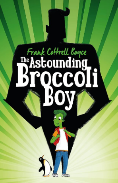 Frank Cottrell Boyce
The Astounding
Broccoli
Boy